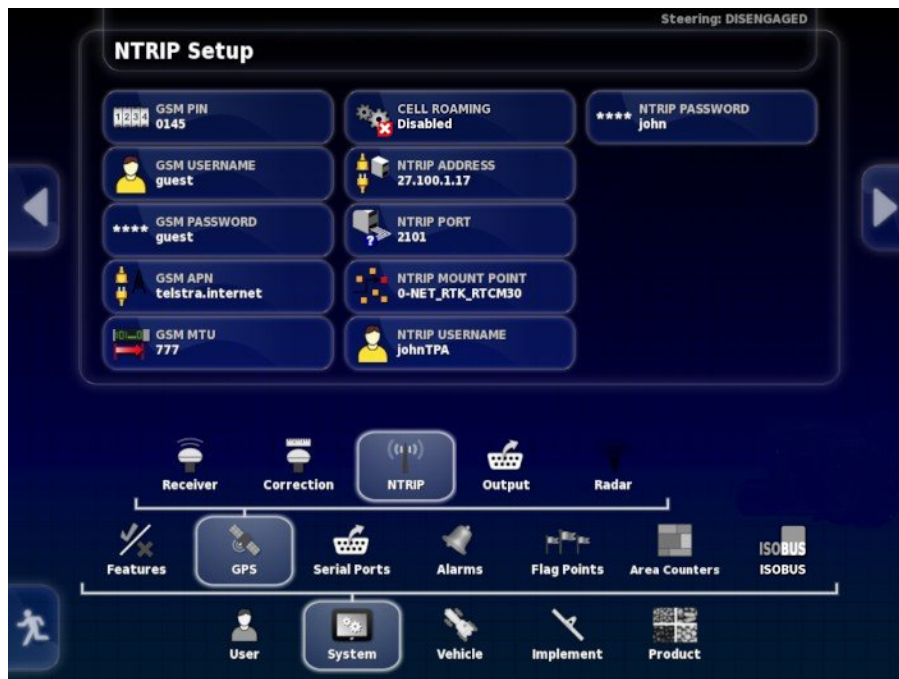 Steering: DISENGAGED
NTRIP Setup
1234
GSM PIN
0145
GSM USERNAME
guest
****
GSM PASSWORD
guest
GSM APN
telstra.internet
GSM MTU
777
CELL ROAMING
Disabled
NTRIP ADDRESS
27.100.1.17
?
NTRIP PORT
2101
NTRIP MOUNT POINT
0-NET_RTK_RTCM30
NTRIP USERNAME
johnTPA
****
NTRIP PASSWORD
john
Receiver
Correction
NTRIP
Output
Radar
Features
GPS
Serial Ports
Alarms
Flag Points
Area Counters
ISOBUS
ISOBUS
User
System
Vehicle
Implement
Product